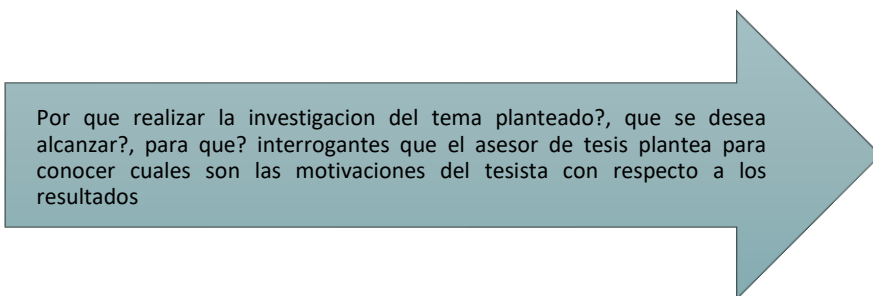 Por que realizar la investigacion del tema planteado?, que se desea
alcanzar?, para que? interrogantes que el asesor de tesis plantea para
conocer cuales son las motivaciones del tesista con respecto a los
resultados